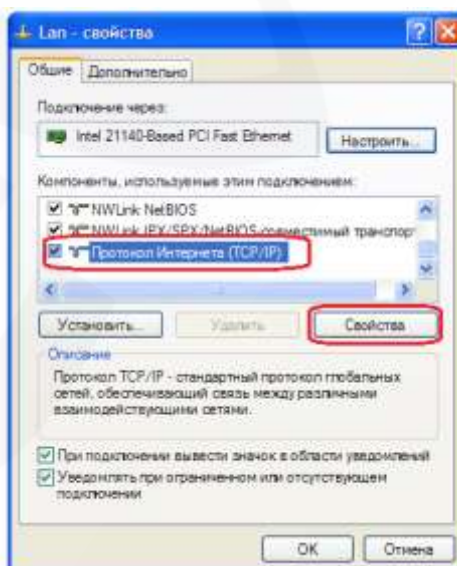 Lan - свойства
Общие
Дополнительно
Подключение через:
Intel 21140-Based PCI Fast Ethernet
Настроить...
Компоненты, используемые этим подключением:
NWLink NetBIOS
NWLink IPX/SPX/NetBIOS-совместимый транспорт
Протокол Интернета (TCP/IP)
Установить...
Удалить
Свойства
Описание
Протокол TCP/IP - стандартный протокол глобальных
сетей, обеспечивающий связь между различными
взаимодействующими сетями.
При подключении вывести значок в области уведомлений
Уведомлять при ограниченном или отсутствующем
подключении
OK
Отмена